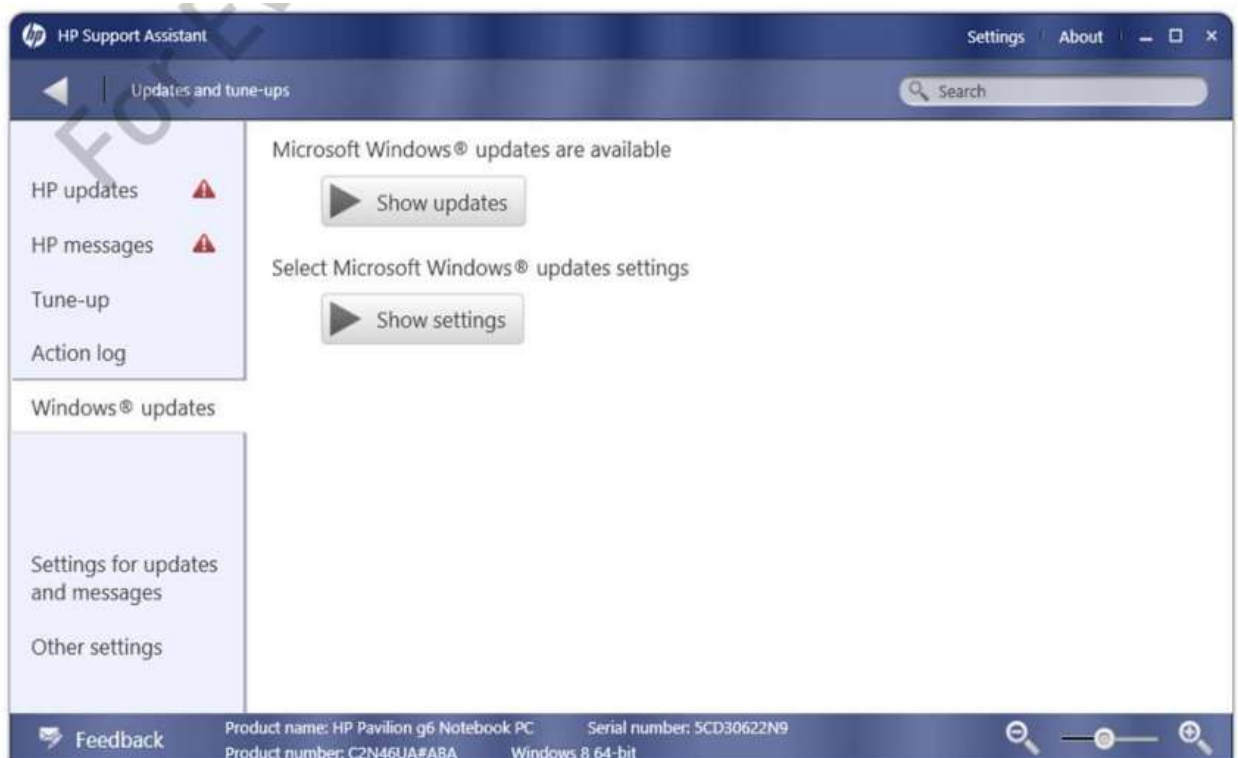 HP Support Assistant
Settings
About
Updates and tune-ups
Search
HP updates
HP messages
Tune-up
Action log
Windows® updates
Settings for updates
and messages
Other settings
Microsoft Windows® updates are available
Show updates
Select Microsoft Windows® updates settings
Show settings
Feedback
Product name: HP Pavilion g6 Notebook PC
Serial number: 5CD30622N9
Product number: C2N46UA#ABA
Windows 8 64-bit
hp
For